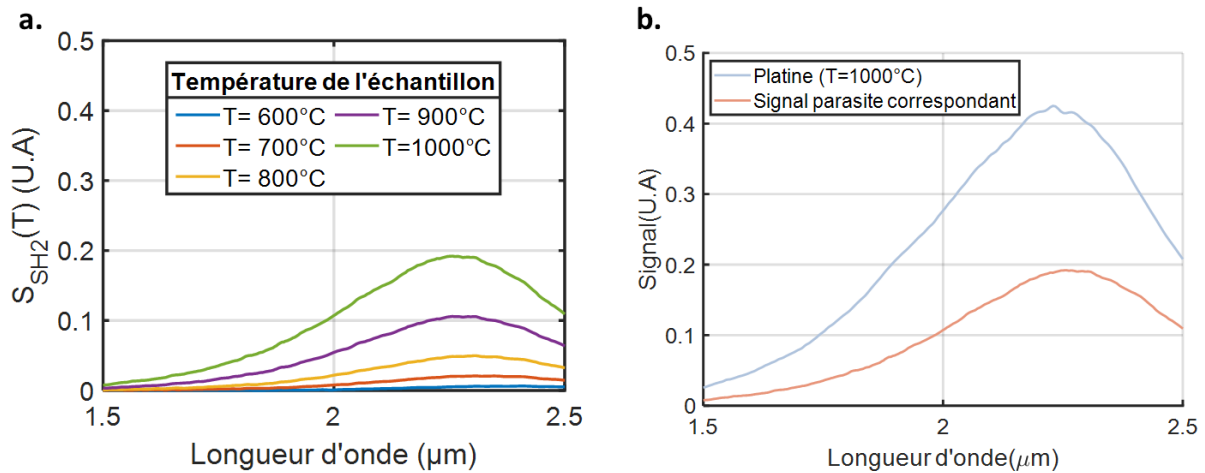 a.
0.5
0.4
0.3
0.2
0.1
0
S_SH2(T) (U.A)
Température de l'échantillon
T= 600°C
T= 900°C
T= 700°C
T=1000°C
T= 800°C
1.5
2
2.5
Longueur d'onde (µm)
b.
0.5
0.4
0.3
0.2
0.1
0
Signal(U.A)
Platine (T=1000°C)
Signal parasite correspondant
1.5
2
2.5
Longueur d'onde(µm)